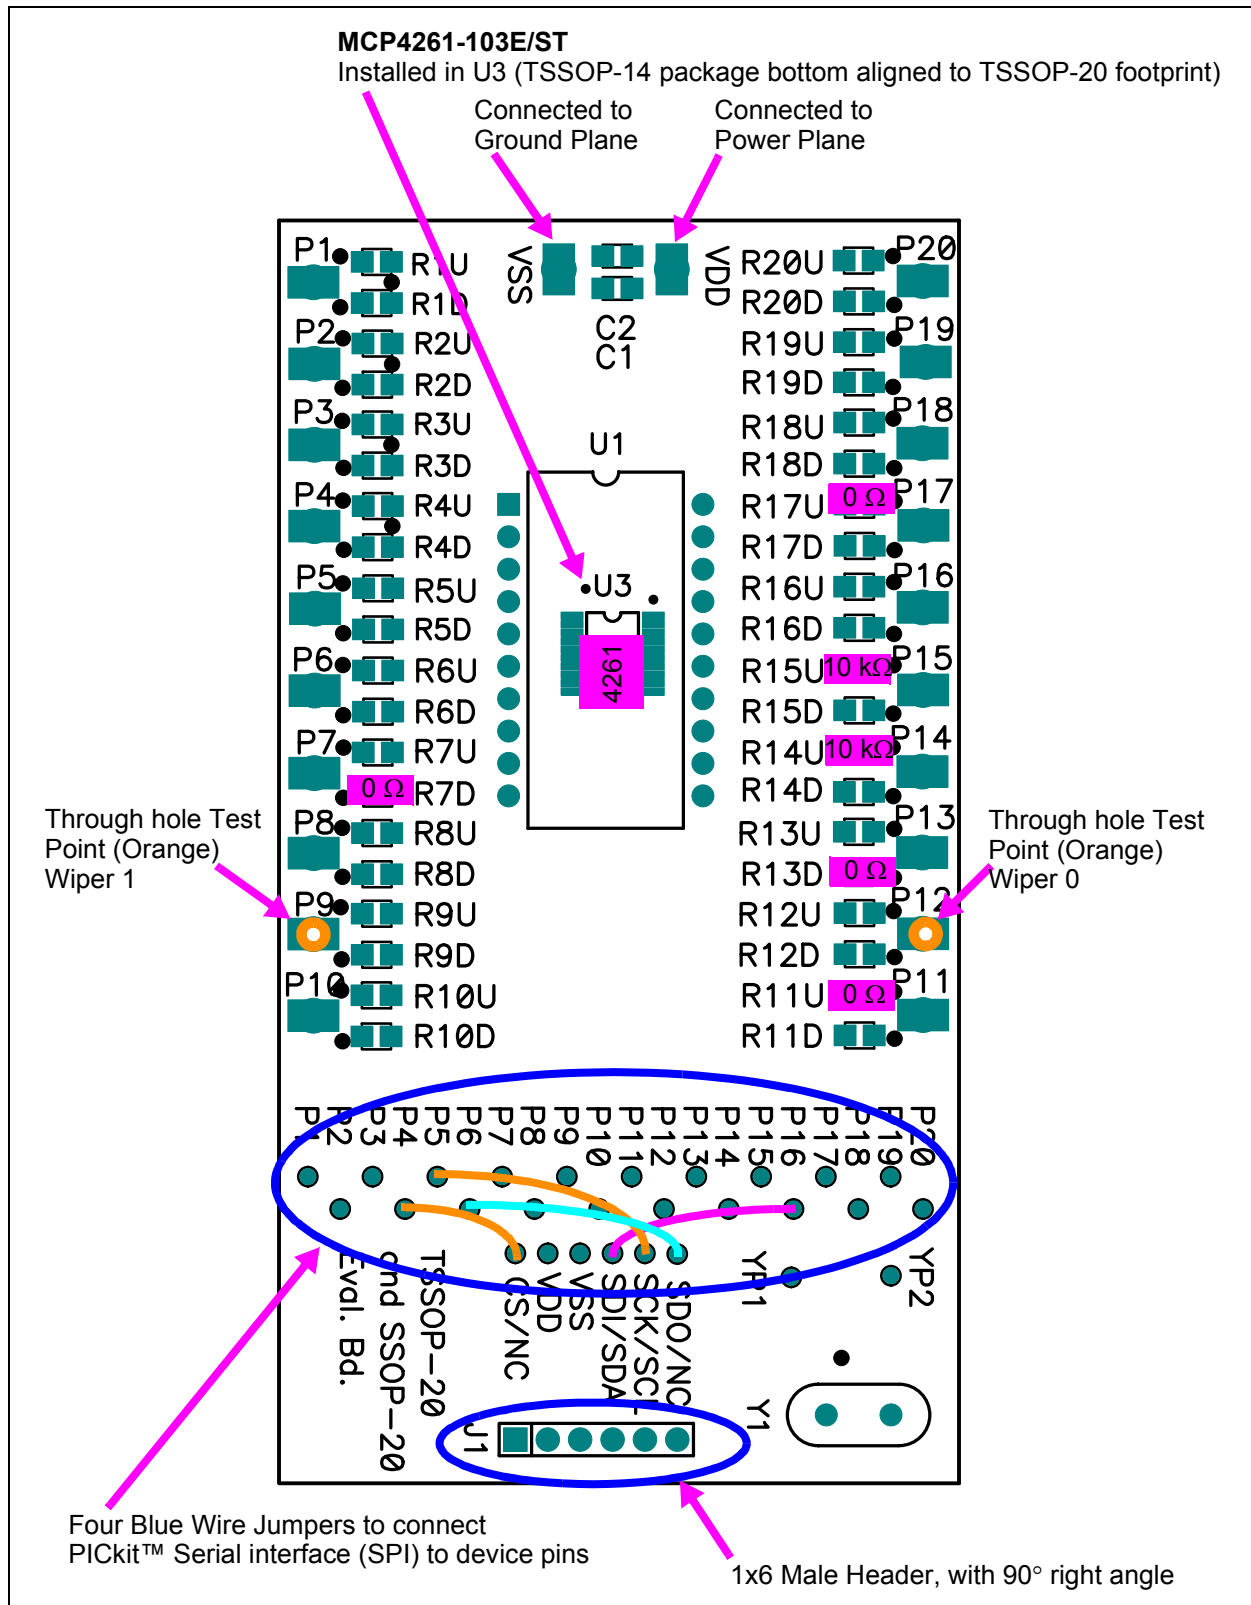 MCP4261-103E/ST
Installed in U3 (TSSOP-14 package bottom aligned to TSSOP-20 footprint)
Connected to
Ground Plane
Connected to
Power Plane
P1
R1U
R1D
P2
R2U
R2D
P3
R3U
R3D
P4
R4U
R4D
P5
R5U
R5D
P6
R6U
R6D
P7
R7U
0 Ω
R7D
P8
R8U
R8D
P9
R9U
R9D
P10
R10U
R10D
VSS
VDD
C2
C1
U1
U3
4261
R20U
P20
R20D
R19U
P19
R19D
R18U
P18
R18D
R17U
0 Ω
P17
R17D
R16U
P16
R16D
R15U
10 kΩ
P15
R15D
R14U
10 kΩ
P14
R14D
R13U
P13
R13D
0 Ω
R12U
P12
R12D
R11U
0 Ω
P11
R11D
Through hole Test
Point (Orange)
Wiper 1
Through hole Test
Point (Orange)
Wiper 0
P1
P2
P3
P4
P5
P6
P7
P8
P9
P10
P11
P12
P13
P14
P15
P16
P17
P18
P19
P20
TSSOP-20
and SSOP-20
Eval. Bd.
CS/NC
VDD
VSS
SDI/SDA
SCK/SCL
SDO/NC
YP1
YP2
Y1
J1
Four Blue Wire Jumpers to connect
PICkit™ Serial interface (SPI) to device pins
1x6 Male Header, with 90° right angle